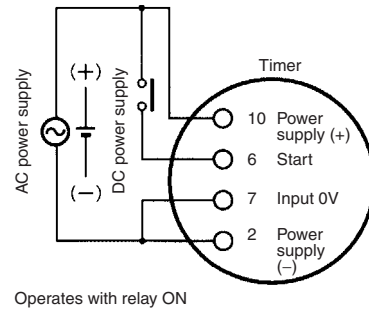 Timer
AC power supply
(+)
(−)
DC power supply
10 Power
supply (+)
6 Start
7 Input 0V
2 Power
supply
(−)
Operates with relay ON